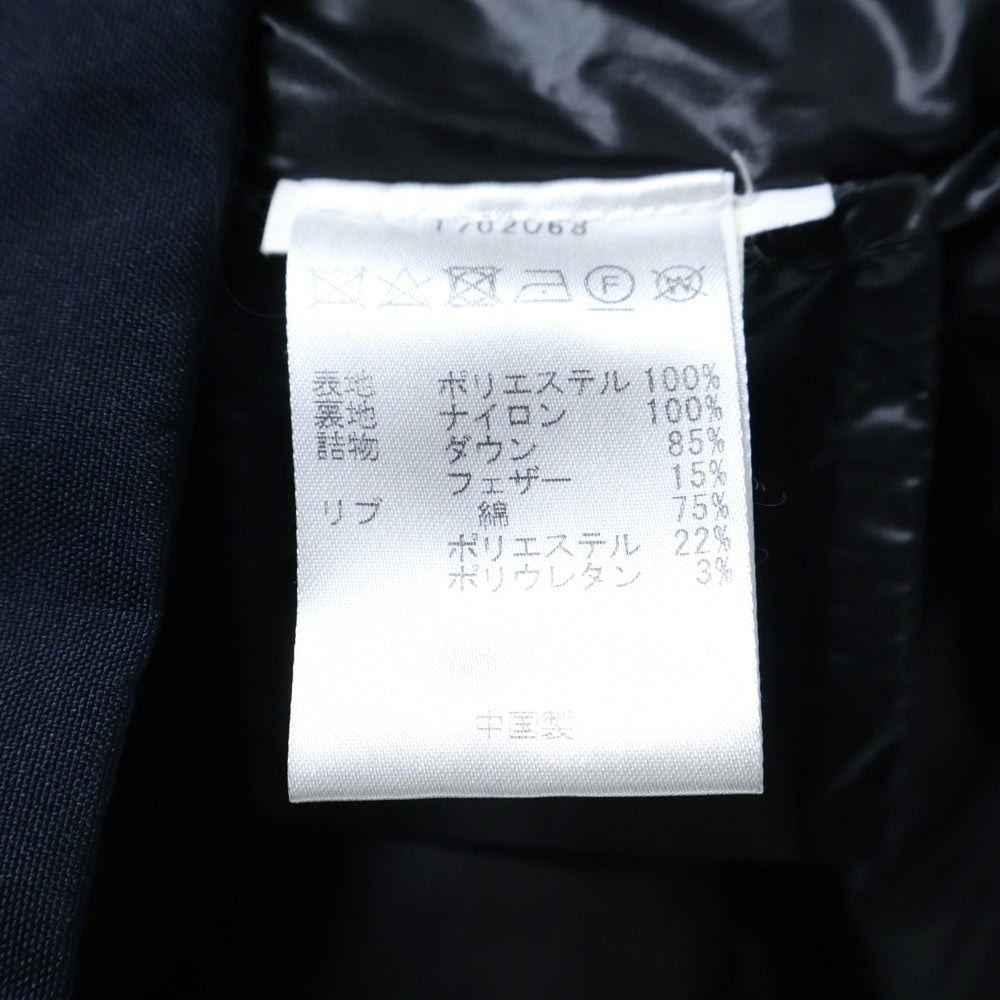 1702068
F W
表地 ポリエステル 100%
裏地 ナイロン 100%
詰物 ダウン 85%
フェザー 15%
リブ 綿 75%
ポリエステル 22%
ポリウレタン 3%
中国製